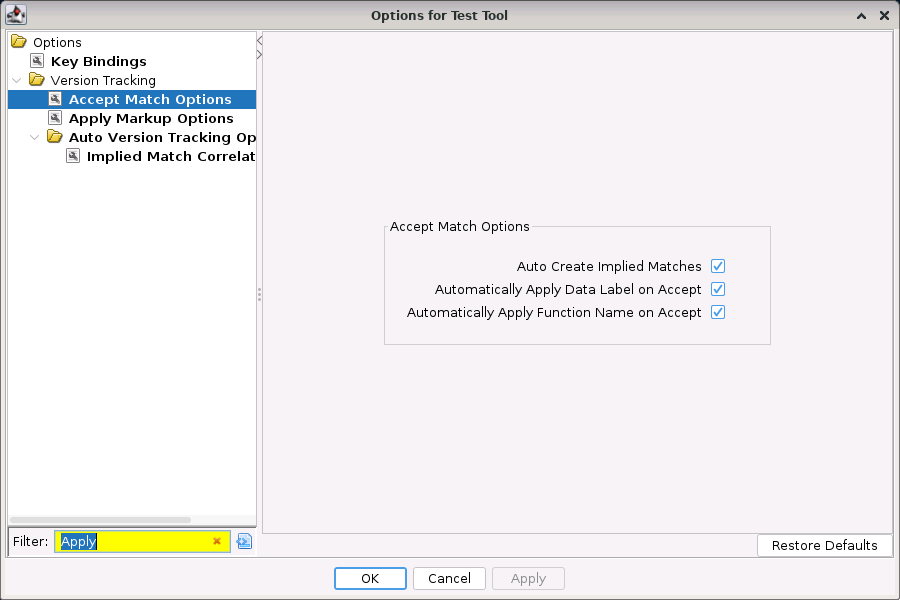 Options for Test Tool
Options
Key Bindings
Version Tracking
Accept Match Options
Apply Markup Options
Auto Version Tracking Op
Implied Match Correlat
Accept Match Options
Auto Create Implied Matches
Automatically Apply Data Label on Accept
Automatically Apply Function Name on Accept
Filter: Apply
Restore Defaults
OK Cancel Apply